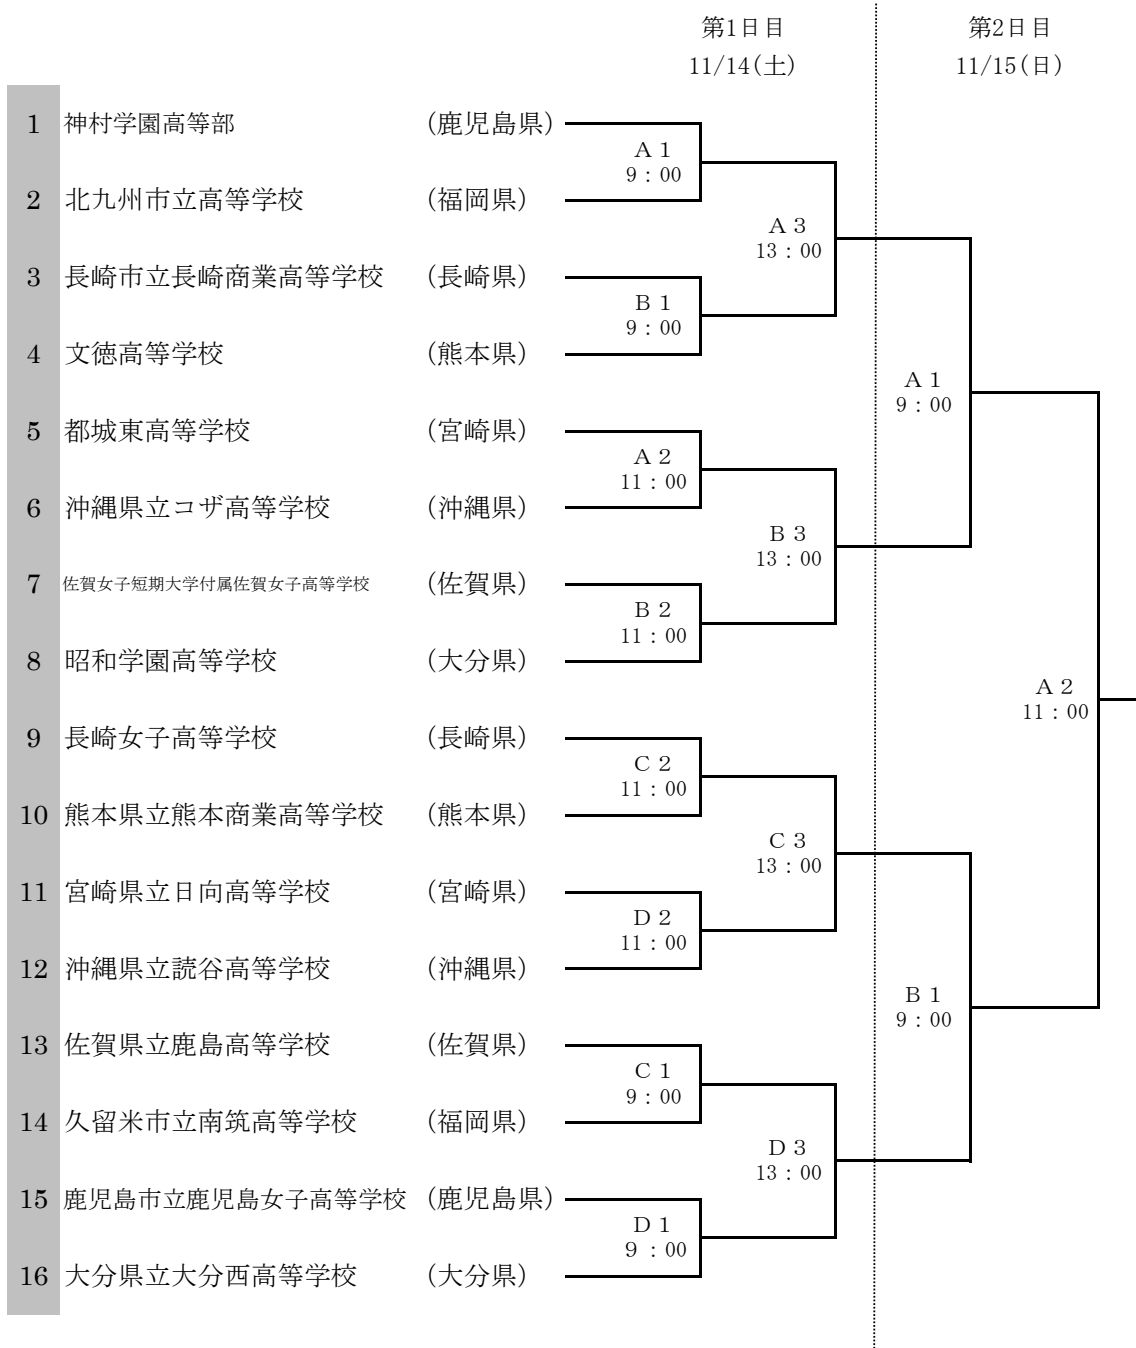 第1日目 第2日目
11/14(土) 11/15(日)
1 神村学園高等部 (鹿児島県)
A 1
9：00
2 北九州市立高等学校 (福岡県)
A 3
13：00
3 長崎市立長崎商業高等学校 (長崎県)
B 1
9：00
4 文徳高等学校 (熊本県)
A 1
9：00
5 都城東高等学校 (宮崎県)
A 2
11：00
6 沖縄県立コザ高等学校 (沖縄県)
B 3
13：00
7 佐賀女子短期大学付属佐賀女子高等学校 (佐賀県)
B 2
11：00
8 昭和学園高等学校 (大分県)
A 2
11：00
9 長崎女子高等学校 (長崎県)
C 2
11：00
10 熊本県立熊本商業高等学校 (熊本県)
C 3
13：00
11 宮崎県立日向高等学校 (宮崎県)
D 2
11：00
12 沖縄県立読谷高等学校 (沖縄県)
B 1
9：00
13 佐賀県立鹿島高等学校 (佐賀県)
C 1
9：00
14 久留米市立南筑高等学校 (福岡県)
D 3
13：00
15 鹿児島市立鹿児島女子高等学校 (鹿児島県)
D 1
9：00
16 大分県立大分西高等学校 (大分県)